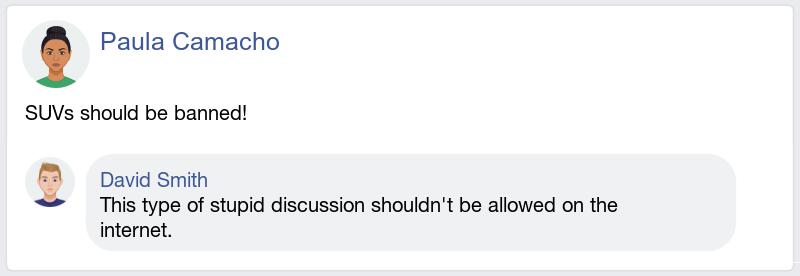 Paula Camacho
SUVs should be banned!
David Smith
This type of stupid discussion shouldn't be allowed on the
internet.